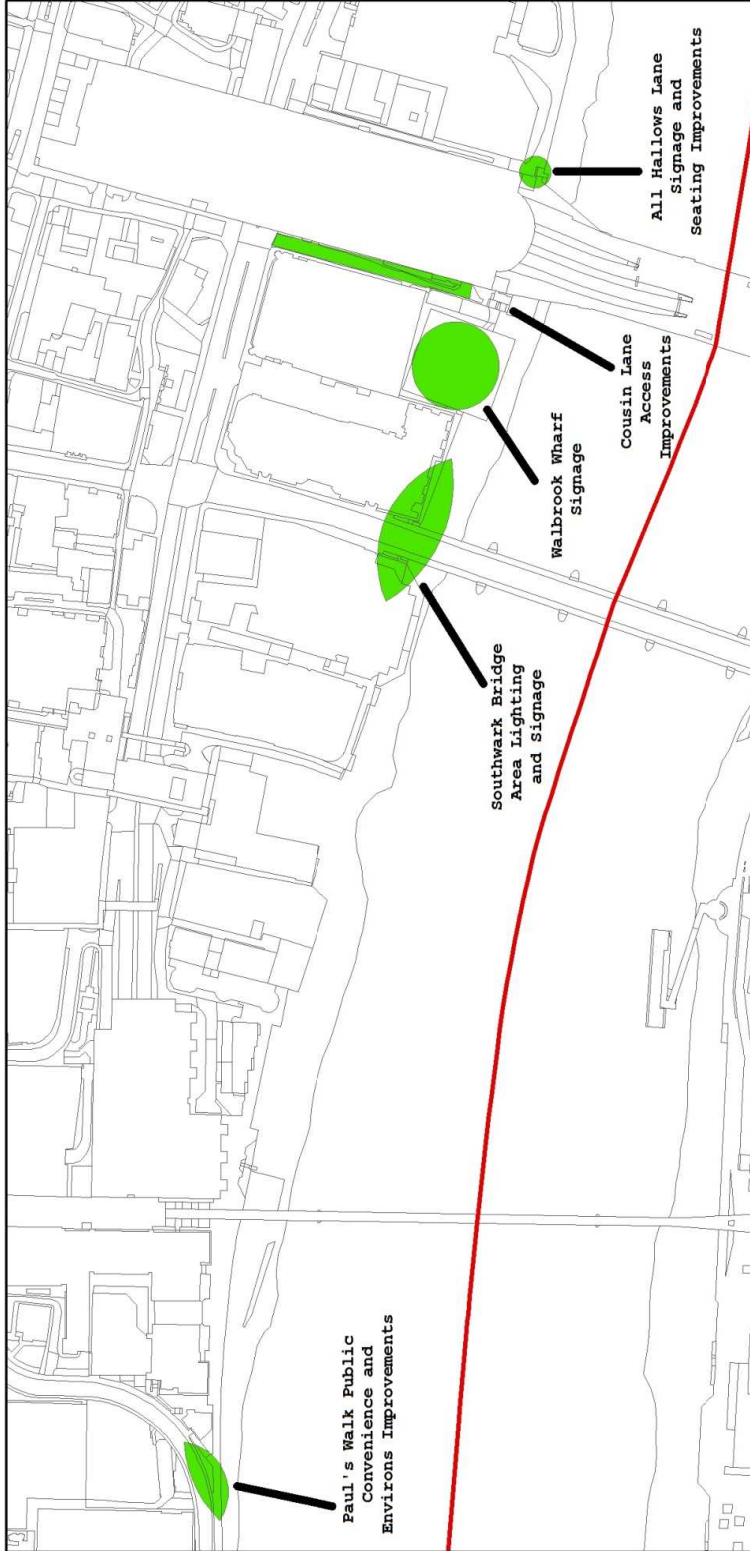 Paul's Walk Public
Convenience and
Environs Improvements
Southwark Bridge
Area Lighting
and Signage
Walbrook Wharf
Signage
Cousin Lane
Access
Improvements
All Hallows Lane
Signage and
Seating Improvements